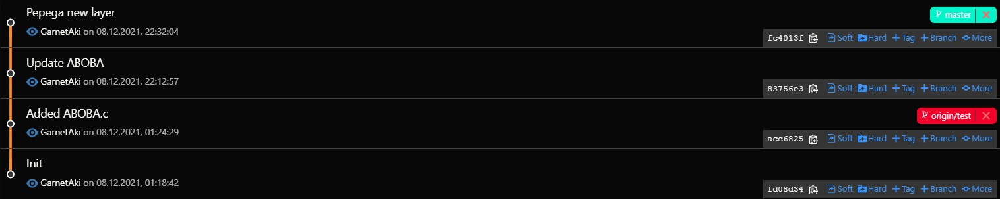 Pepega new layer
master
GarnetAki on 08.12.2021, 22:32:04
fc4013f Soft Hard Tag Branch More
Update ABOBA
GarnetAki on 08.12.2021, 22:12:57
83756e3 Soft Hard Tag Branch More
Added ABOBA.c
origin/test
GarnetAki on 08.12.2021, 01:24:29
acc6825 Soft Hard Tag Branch More
Init
GarnetAki on 08.12.2021, 01:18:42
fd08d34 Soft Hard Tag Branch More